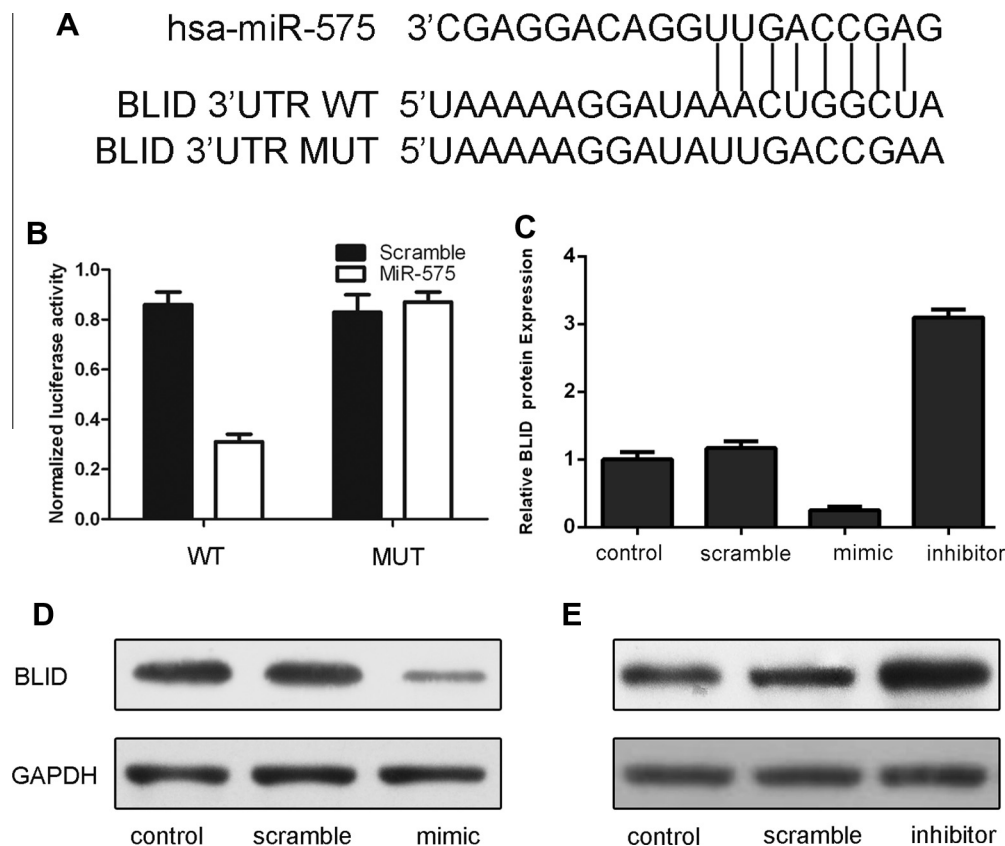 A
hsa-miR-575 3'CGAGGACAGGUUGACCGAG
BLID 3'UTR WT 5'UAAAAAGGAUAAACUGGCUA
BLID 3'UTR MUT 5'UAAAAAGGAUAUUGACCGAA
B
Scramble
MiR-575
Normalized luciferase activity
1.0
0.8
0.6
0.4
0.2
0.0
WT MUT
C
Relative BLID protein Expression
4
3
2
1
0
control scramble mimic inhibitor
D
BLID
GAPDH
control scramble mimic
E
control scramble inhibitor